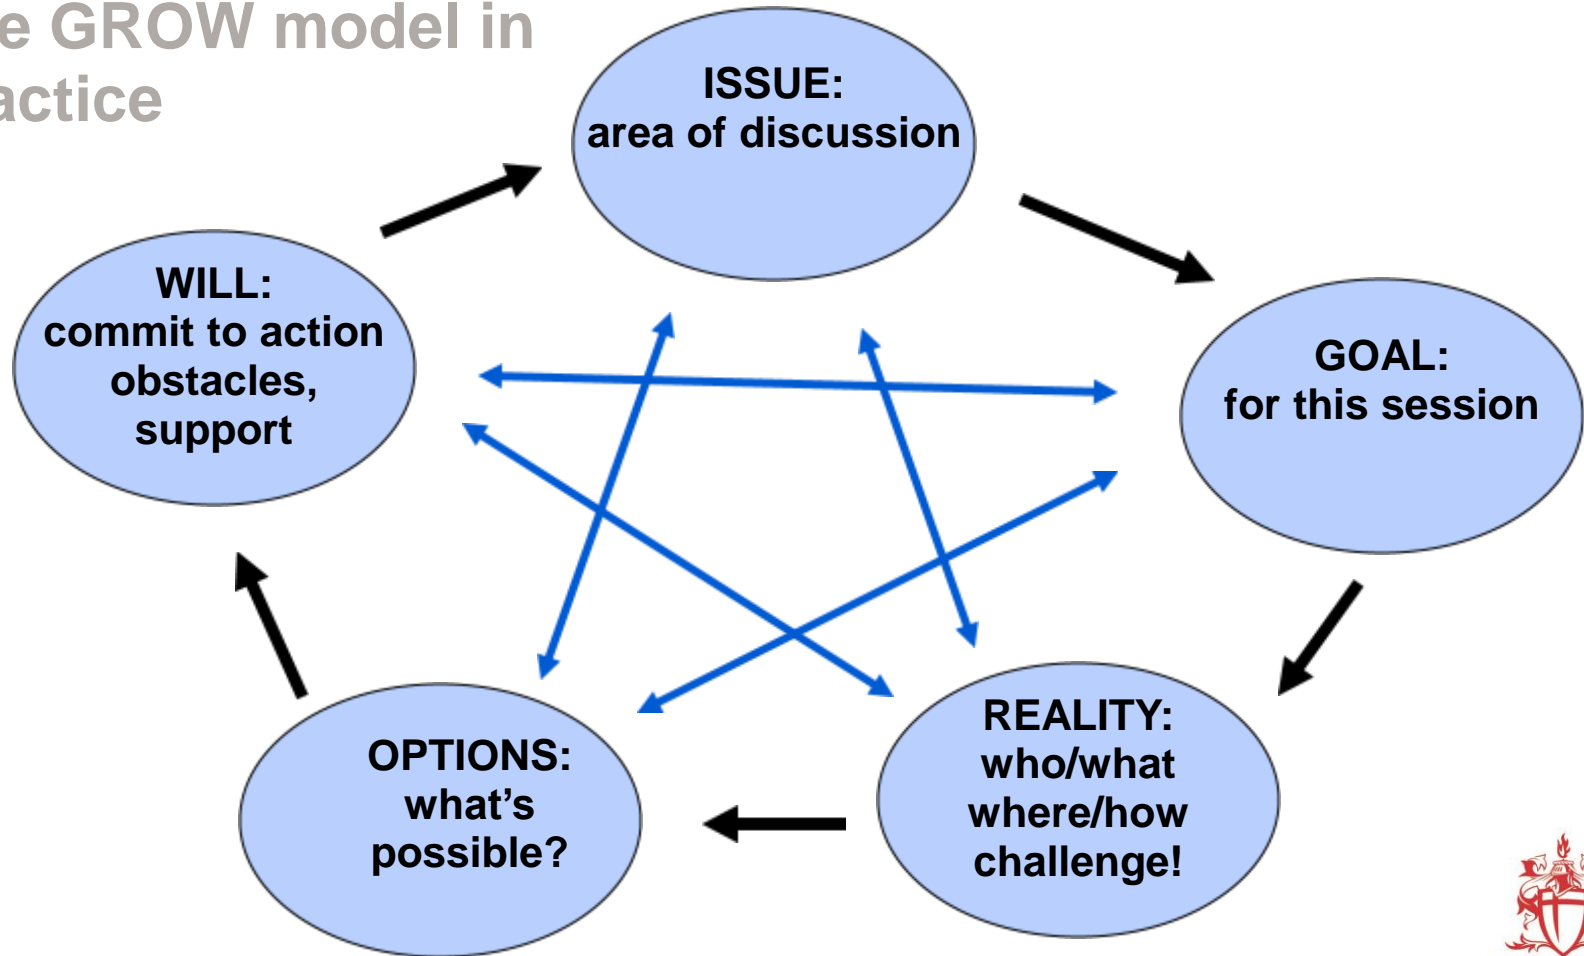 e GROW model in
actice
ISSUE:
area of discussion
GOAL:
for this session
REALITY:
who/what
where/how
challenge!
OPTIONS:
what’s
possible?
WILL:
commit to action
obstacles,
support